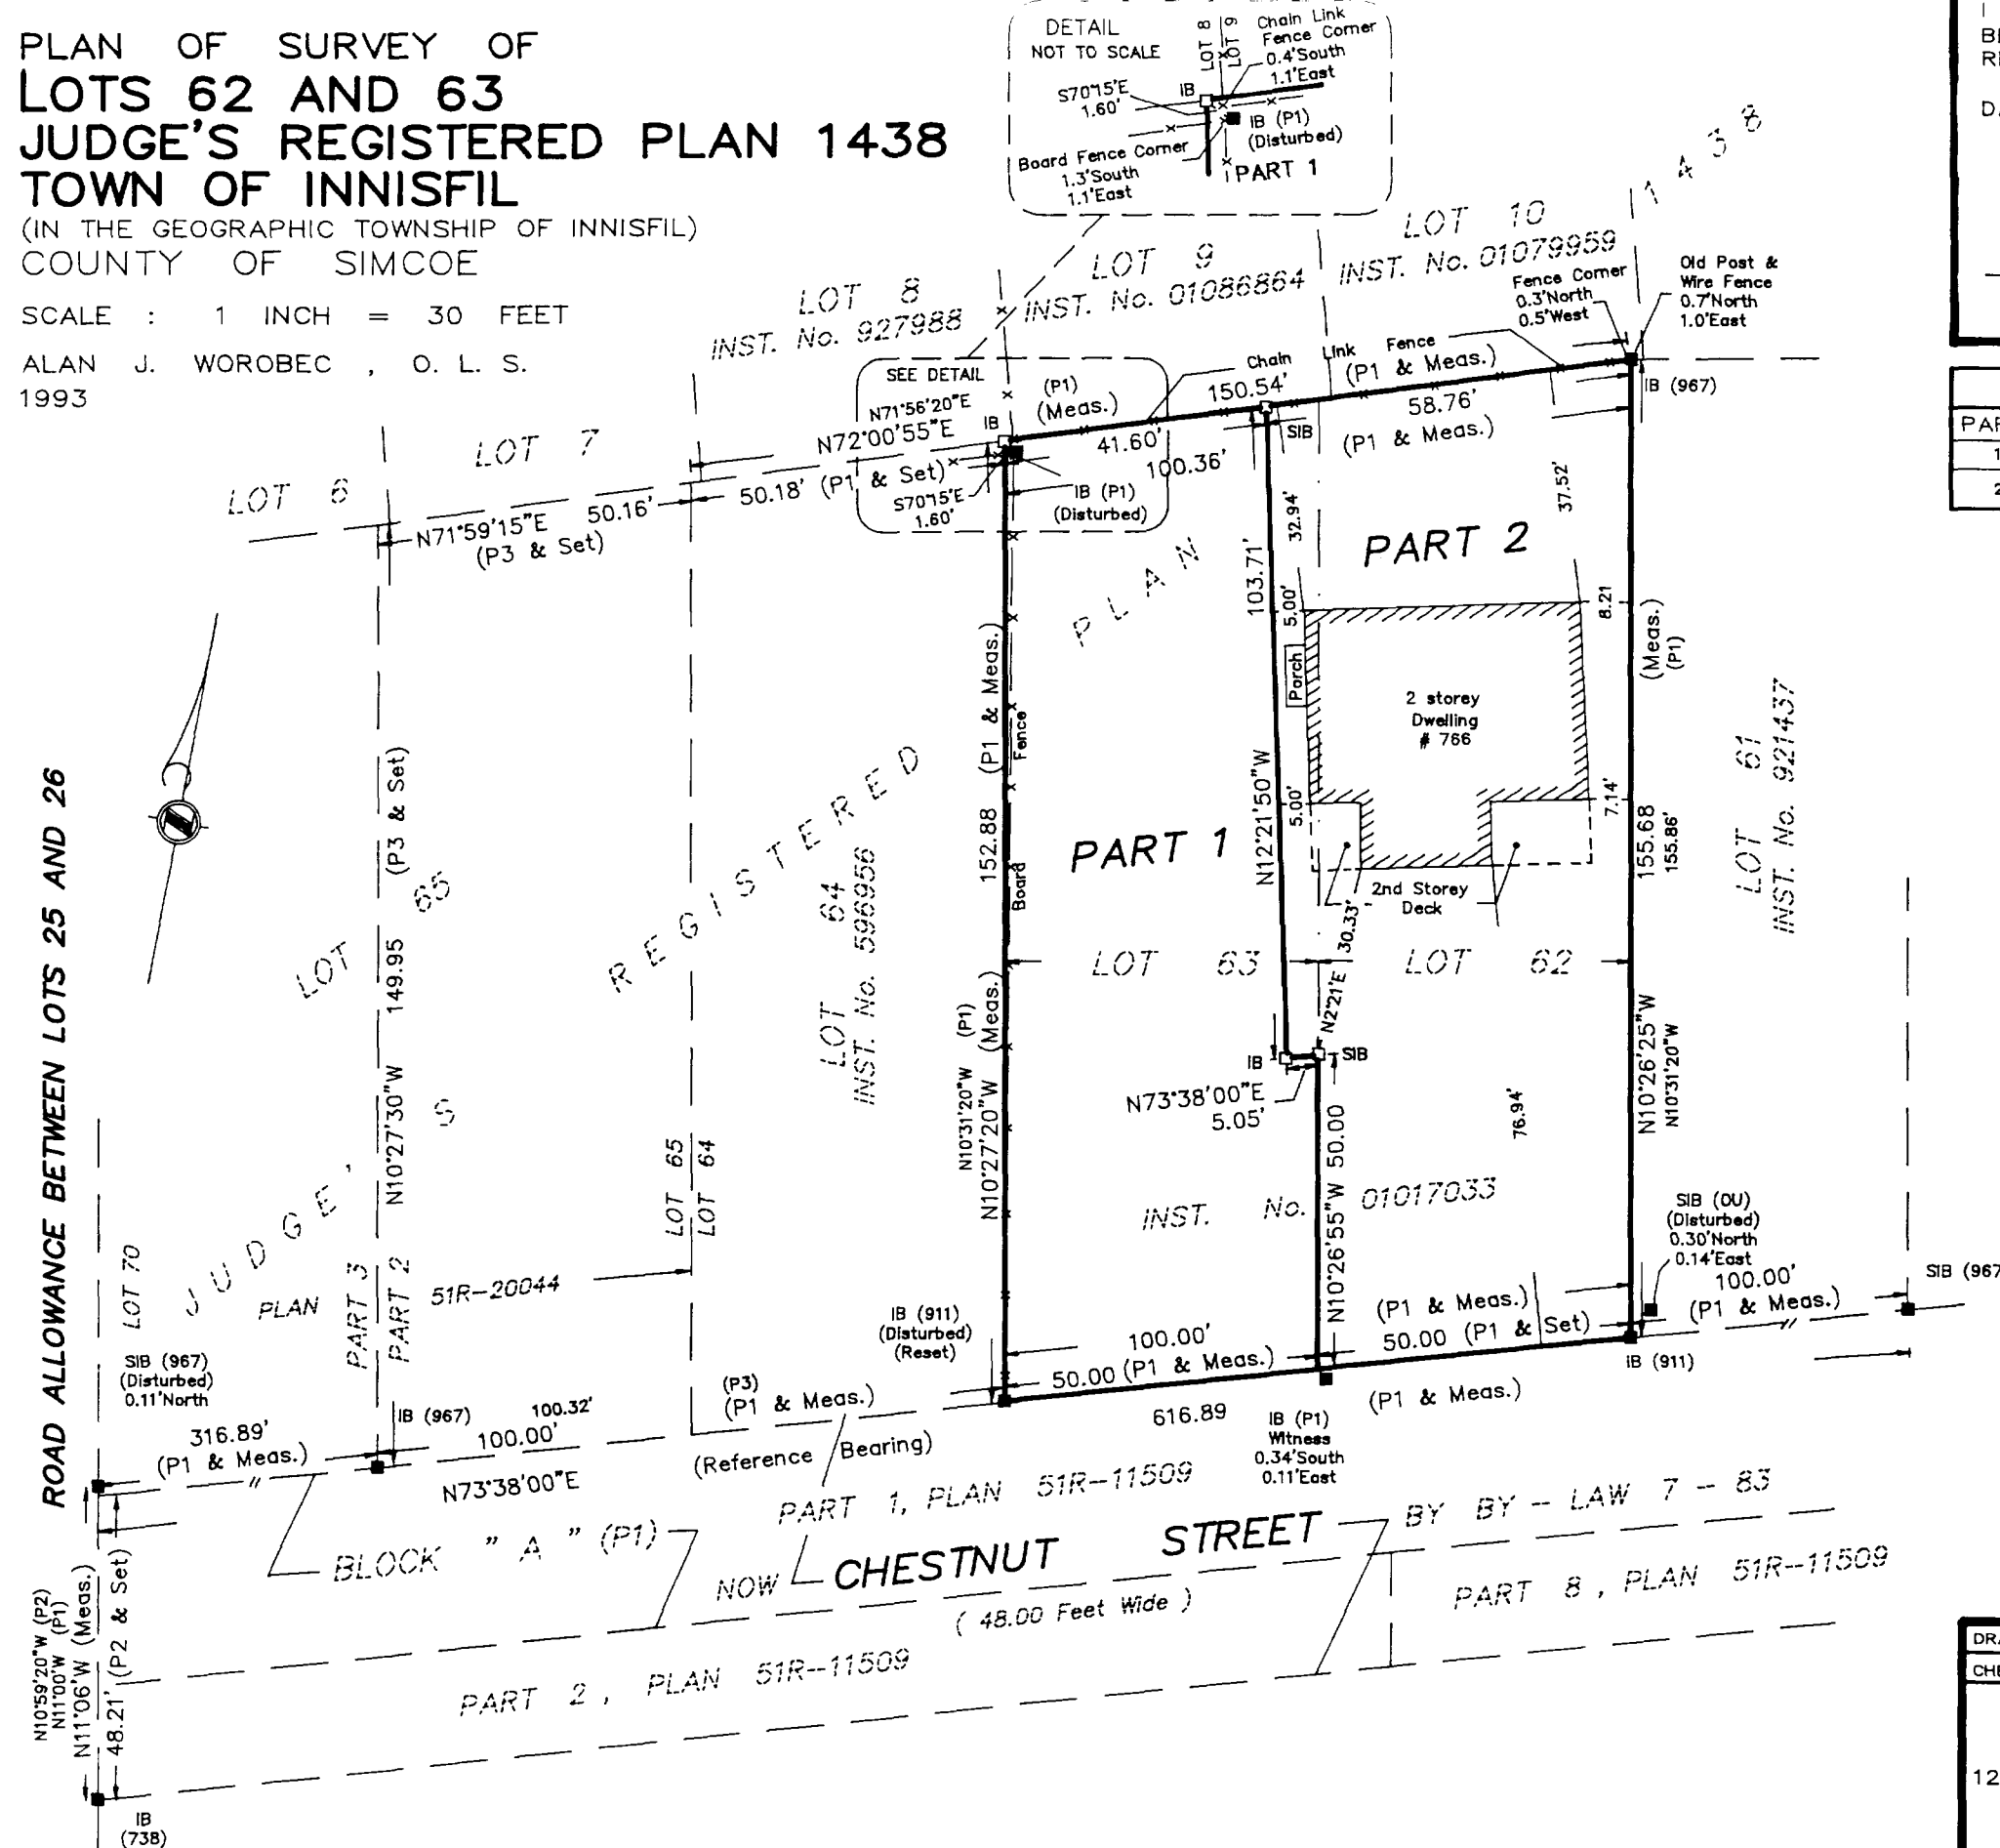 PLAN OF SURVEY OF
LOTS 62 AND 63
JUDGE'S REGISTERED PLAN 1438
TOWN OF INNISFIL
(IN THE GEOGRAPHIC TOWNSHIP OF INNISFIL)
COUNTY OF SIMCOE
SCALE : 1 INCH = 30 FEET
ALAN J. WOROBEC , O. L. S.
1993
DETAIL
NOT TO SCALE
LOT 8
LOT 9
Chain Link
Fence Corner
0.4'South
1.1'East
S70°15'E
1.60'
IB
IB (P1)
(Disturbed)
Board Fence Corner
1.3'South
1.1'East
PART 1
1438
LOT 8
INST. No. 927988
LOT 9
INST. No. 01086864
LOT 10
INST. No. 01079959
Fence Corner
0.3'North
0.5'West
Old Post &
Wire Fence
0.7'North
1.0'East
IB (967)
SEE DETAIL
N71°56'20"E
(P1)
N72°00'55"E
(Meas.)
IB
Chain Link Fence
150.54'
(P1 & Meas.)
41.60'
58.76'
(P1 & Meas.)
100.36'
SIB
50.18' (P1 & Set)
S70°15'E
1.60'
IB (P1)
(Disturbed)
LOT 6
LOT 7
N71°59'15"E 50.16'
(P3 & Set)
PLAN
REGISTERED
JUDGE'S
PART 2
37.52'
32.94'
103.71'
5.00'
8.21
Porch
2 storey
Dwelling
# 766
5.00'
7.14'
2nd Storey
Deck
N12°21'50"W
PART 1
152.88 (P1 & Meas.)
Board Fence
(Meas.)
(P1)
155.68
155.86'
LOT 61
INST. No. 921437
N10°26'25"W
N10°31'20"W
LOT 63
LOT 62
N2°21'E 30.33'
IB
SIB
N73°38'00"E
5.05'
N10°26'55"W 50.00
76.94'
INST. No. 01017033
N10°31'20"W (P1)
N10°27'20"W (Meas.)
LOT 64
INST. No. 596956
LOT 65
N10°27'30"W 149.95 (P3 & Set)
LOT 65
LOT 64
PART 3
PART 2
PLAN 51R-20044
LOT 70
ROAD ALLOWANCE BETWEEN LOTS 25 AND 26
SIB (967)
(Disturbed)
0.11'North
316.89'
(P1 & Meas.)
IB (967)
100.32'
100.00'
N73°38'00"E
(P3)
(P1 & Meas.)
(Reference Bearing)
IB (911)
(Disturbed)
(Reset)
100.00'
(P1 & Meas.)
50.00 (P1 & Meas.)
50.00 (P1 & Set)
616.89
(P1 & Meas.)
IB (P1)
Witness
0.34'South
0.11'East
IB (911)
SIB (OU)
(Disturbed)
0.30'North
0.14'East
100.00'
(P1 & Meas.)
SIB (967
BLOCK "A" (P1)
PART 1, PLAN 51R-11509
NOW CHESTNUT STREET BY BY-LAW 7-83
( 48.00 Feet Wide )
PART 8 , PLAN 51R-11509
PART 2 , PLAN 51R-11509
N10°59'20"W (P2)
N11°00'W (P1)
N11°06'W (Meas.)
48.21' (P2 & Set)
IB
(738)
PAR
1
2
DR
CHE
12